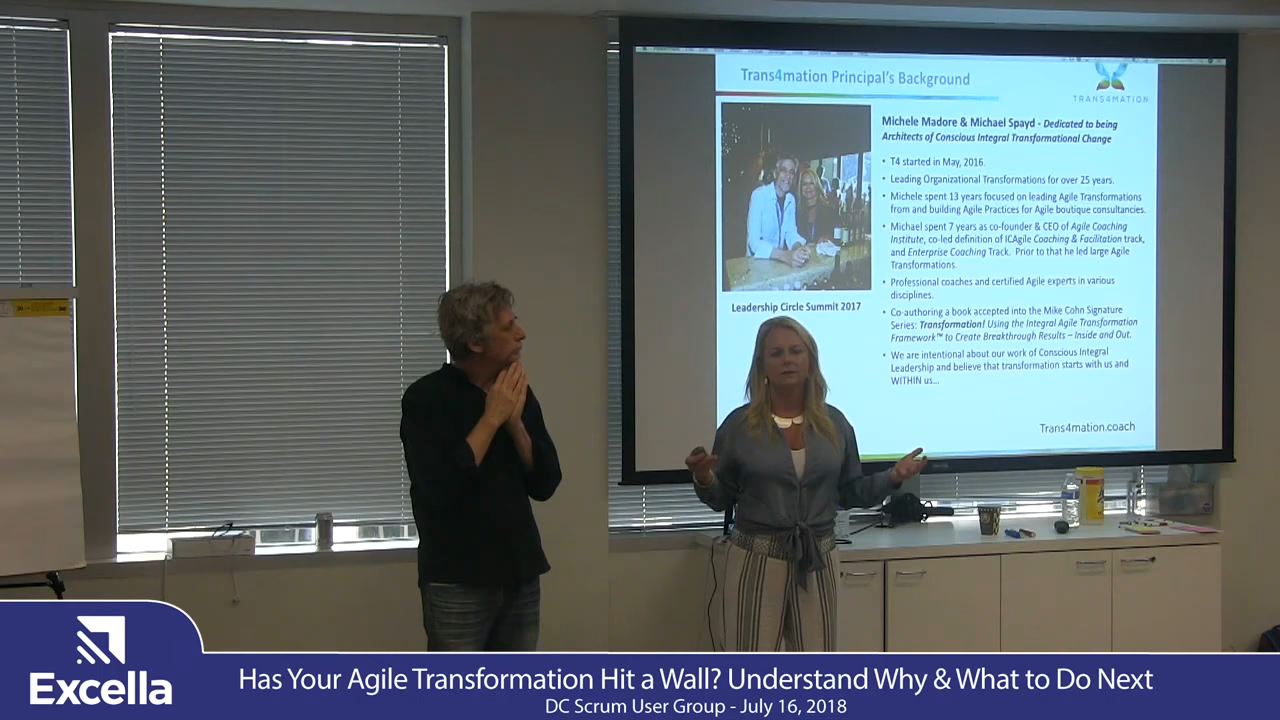 Trans4mation Principal's Background
TRANS4MATION
Michele Madore & Michael Spayd - Dedicated to being
Architects of Conscious Integral Transformational Change
• T4 started in May, 2016.
• Leading Organizational Transformations for over 25 years.
• Michele spent 13 years focused on leading Agile Transformations
from and building Agile Practices for Agile boutique consultancies.
• Michael spent 7 years as co-founder & CEO of Agile Coaching
Institute, co-led definition of ICAgile Coaching & Facilitation track,
and Enterprise Coaching Track. Prior to that he led large Agile
Transformations.
• Professional coaches and certified Agile experts in various
disciplines.
• Co-authoring a book accepted into the Mike Cohn Signature
Series: Transformation! Using the Integral Agile Transformation
Framework™ to Create Breakthrough Results – Inside and Out.
• We are intentional about our work of Conscious Integral
Leadership and believe that transformation starts with us and
WITHIN us...
Leadership Circle Summit 2017
Trans4mation.coach
Excella
Has Your Agile Transformation Hit a Wall? Understand Why & What to Do Next
DC Scrum User Group - July 16, 2018